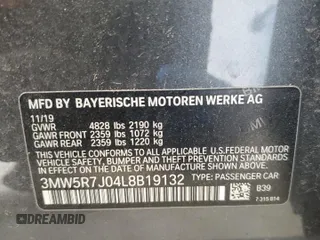 MFD BY BAYERISCHE MOTOREN WERKE AG
11/19
GVWR 4828 lbs 2190 kg
GAWR FRONT 2359 lbs 1072 kg
GAWR REAR 2359 lbs 1220 kg
THIS VEHICLE CONFORMS TO ALL APPLICABLE U.S. FEDERAL MOTOR VEHICLE SAFETY, BUMPER, AND THEFT PREVENTION STANDARDS IN EFFECT ON THE DATE OF MANUFACTURE SHOWN ABOVE.
3MW5R7J04L8B19132 TYPE: PASSENGER CAR
B39